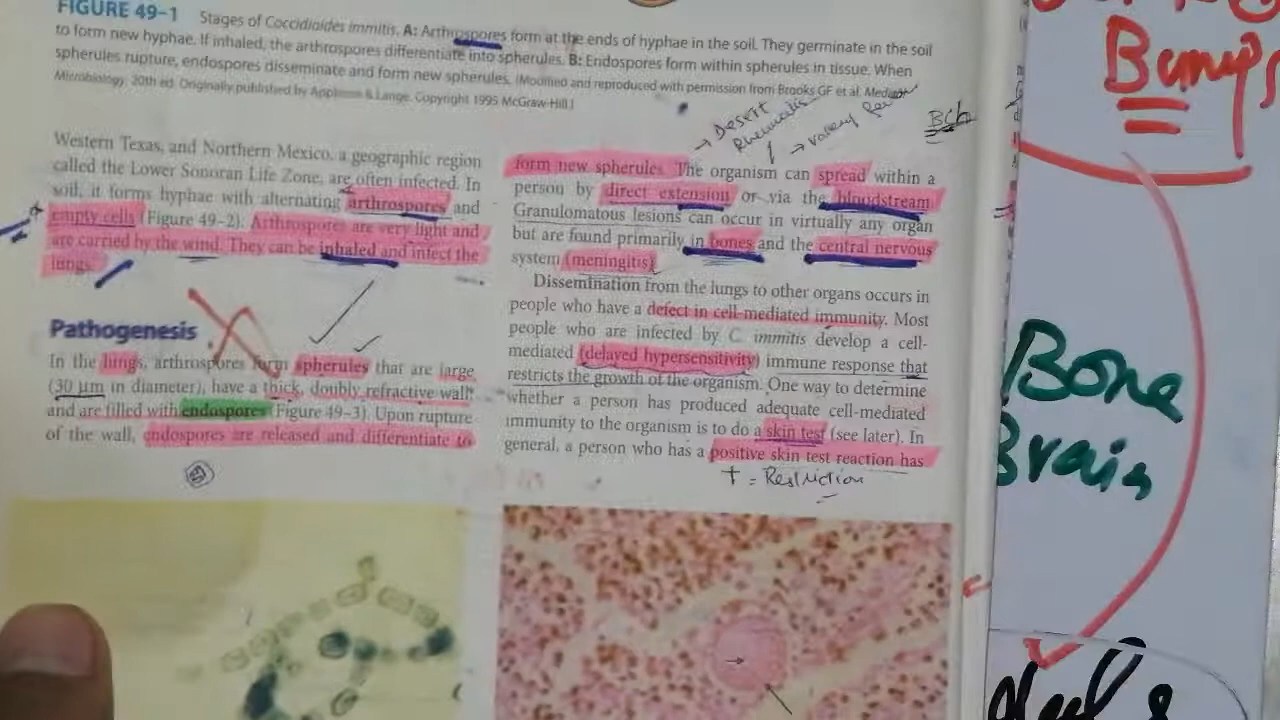 FIGURE 49–1 Stages of Coccidioides immitis. A: Arthrospores form at the ends of hyphae in the soil. They germinate in the soil
to form new hyphae. If inhaled, the arthrospores differentiate into spherules. B: Endospores form within spherules in tissue. When
spherules rupture, endospores disseminate and form new spherules. (Modified and reproduced with permission from Brooks GF et al. Medical
Microbiology. 20th ed. Originally published by Appleton & Lange. Copyright 1995 McGraw-Hill.)
Western Texas, and Northern Mexico, a geographic region
called the Lower Sonoran Life Zone, are often infected. In
soil, it forms hyphae with alternating arthrospores and
empty cells (Figure 49–2). Arthrospores are very light and
are carried by the wind. They can be inhaled and infect the
lungs.
Pathogenesis
In the lungs, arthrospores form spherules that are large
(30 μm in diameter), have a thick, doubly refractive wall,
and are filled with endospores (Figure 49–3). Upon rupture
of the wall, endospores are released and differentiate to
→ Desert
Rheumatis
→ valley fev
BCh
form new spherules. The organism can spread within a
person by direct extension or via the bloodstream.
Granulomatous lesions can occur in virtually any organ
but are found primarily in bones and the central nervous
system (meningitis).
Dissemination from the lungs to other organs occurs in
people who have a defect in cell-mediated immunity. Most
people who are infected by C. immitis develop a cell-
mediated (delayed hypersensitivity) immune response that
restricts the growth of the organism. One way to determine
whether a person has produced adequate cell-mediated
immunity to the organism is to do a skin test (see later). In
general, a person who has a positive skin test reaction has
+ = Restriction
Bumps
Bone
Brain